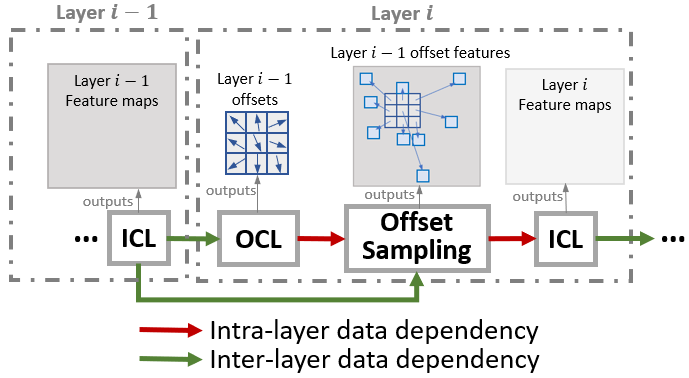 Layer i − 1
Layer i
Layer i − 1
Feature maps
Layer i − 1
offsets
Layer i − 1 offset features
Layer i
Feature maps
outputs
outputs
outputs
outputs
...
ICL
OCL
Offset
Sampling
ICL
...
Intra-layer data dependency
Inter-layer data dependency